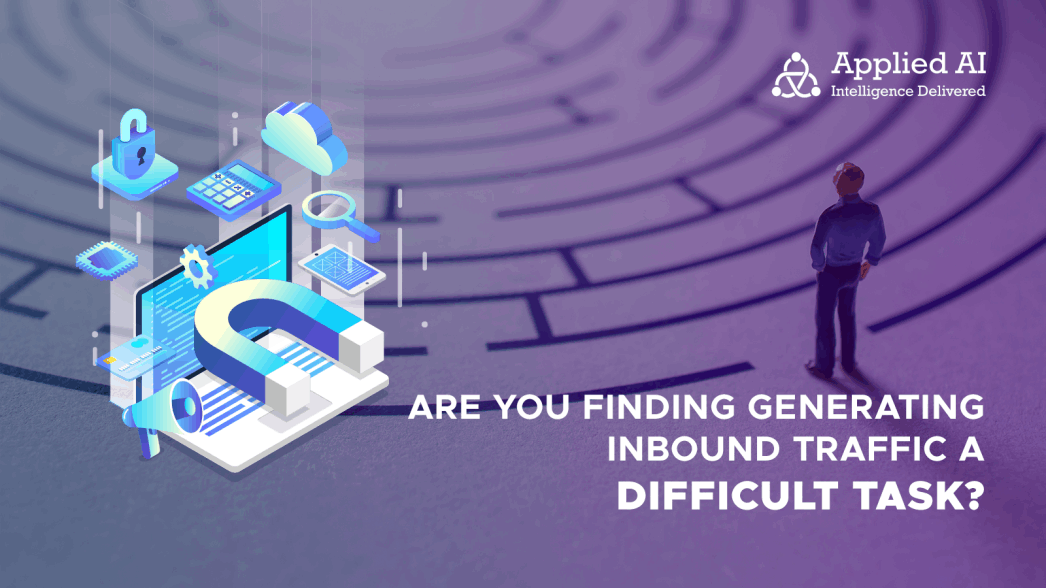 Applied AI
Intelligence Delivered
ARE YOU FINDING GENERATING
INBOUND TRAFFIC A
DIFFICULT TASK?